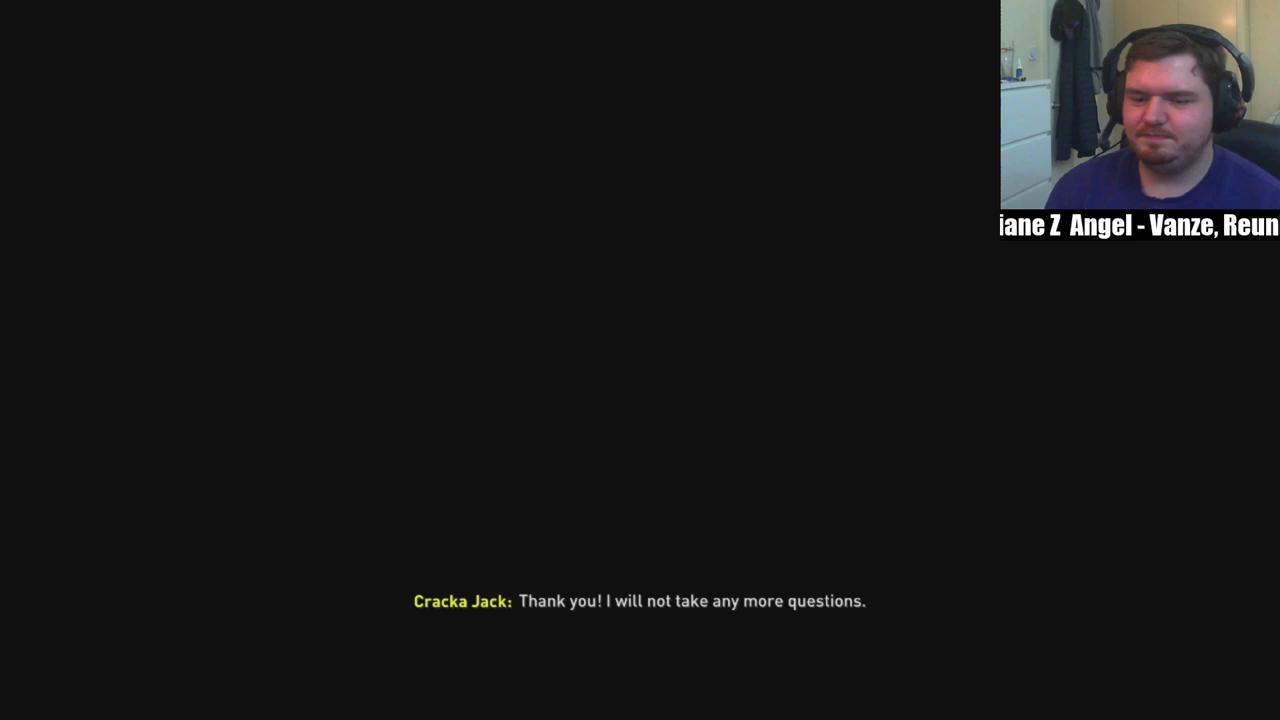 iane Z Angel - Vanze, Reun
Cracka Jack: Thank you! I will not take any more questions.